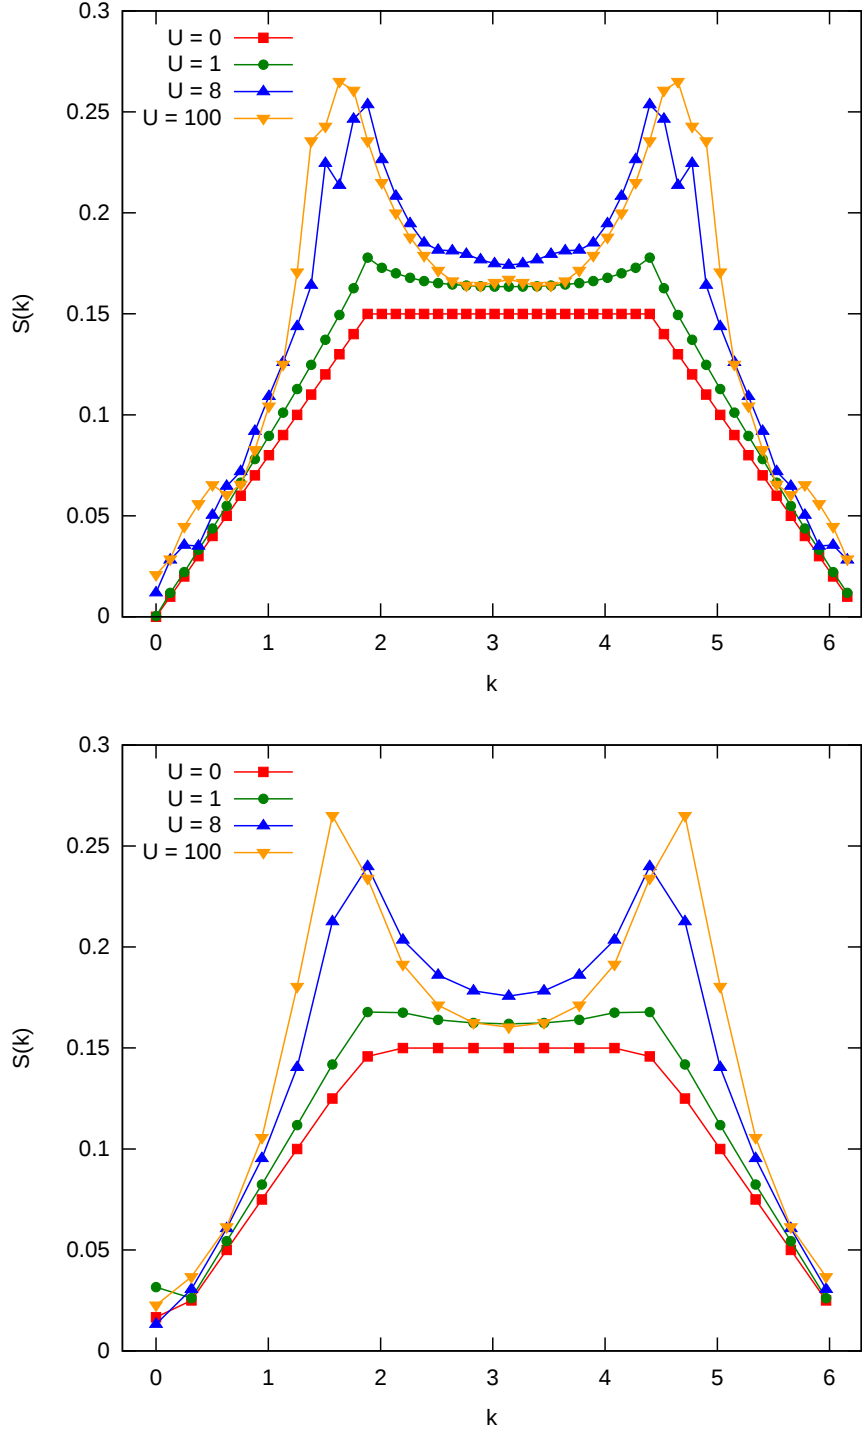 0.3
U = 0
U = 1
U = 8
U = 100
0.25
0.2
0.15
0.1
0.05
0
S(k)
0 1 2 3 4 5 6
k
0.3
U = 0
U = 1
U = 8
U = 100
0.25
0.2
0.15
0.1
0.05
0
S(k)
0 1 2 3 4 5 6
k